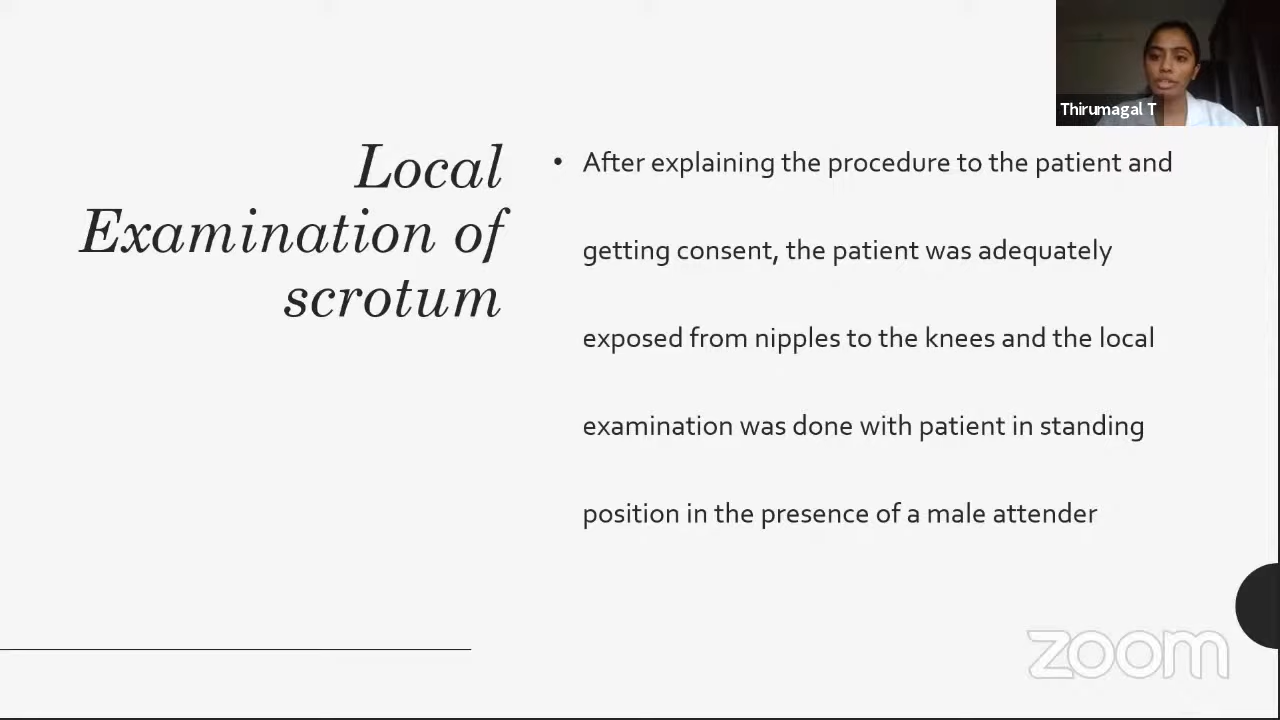 Thirumagal T
Local
Examination of
scrotum
• After explaining the procedure to the patient and
getting consent, the patient was adequately
exposed from nipples to the knees and the local
examination was done with patient in standing
position in the presence of a male attender
zoom